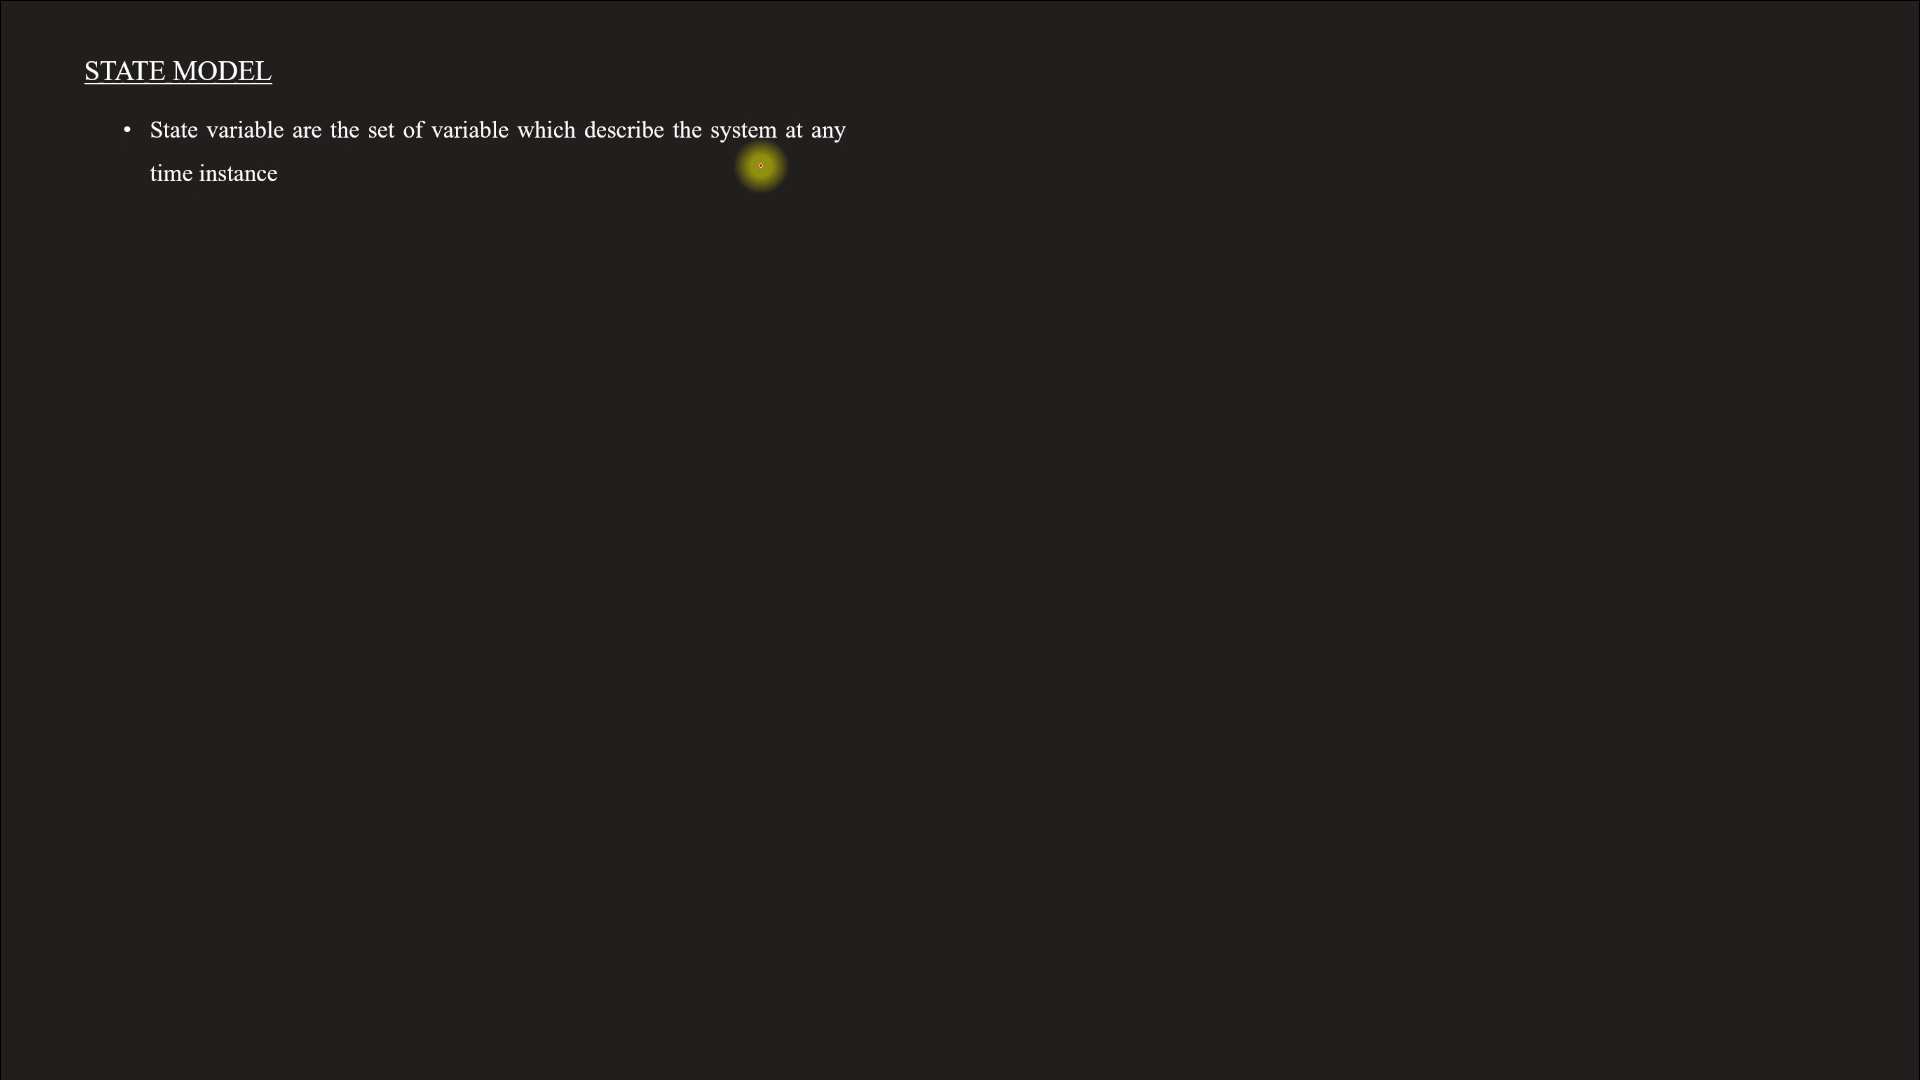 STATE MODEL
• State variable are the set of variable which describe the system at any
time instance